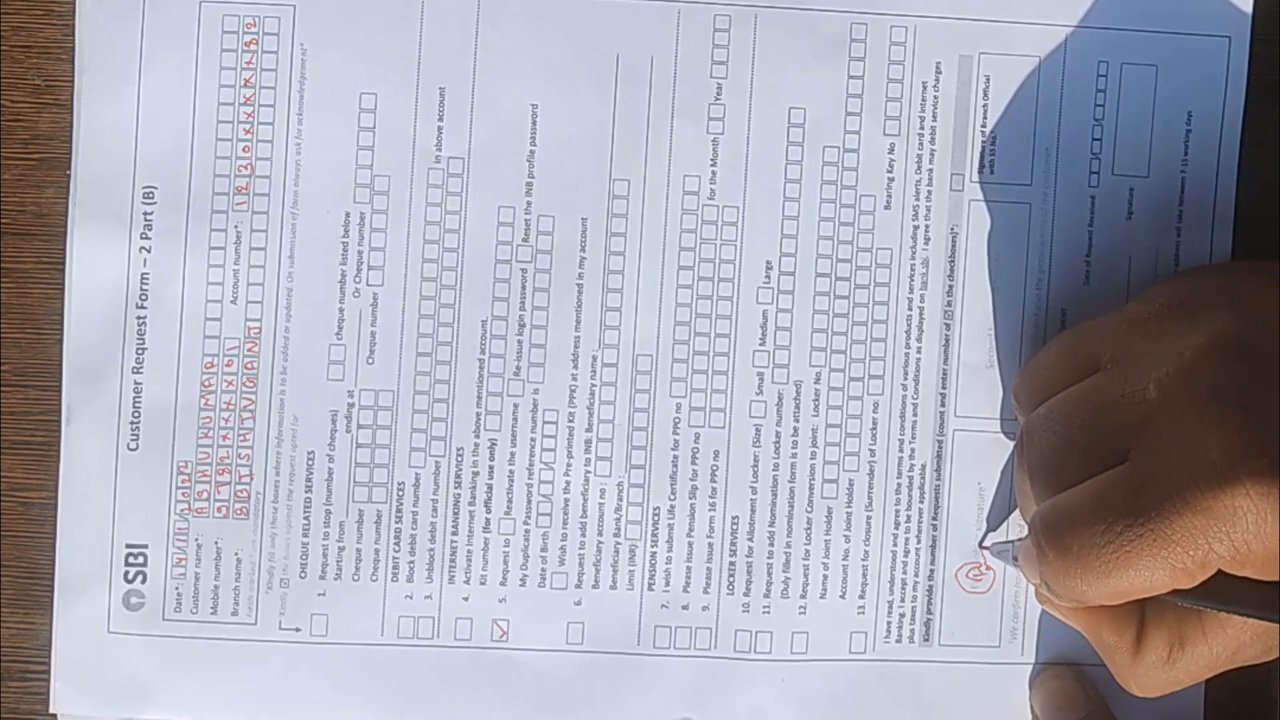 SBI
Customer Request Form – 2 Part (B)
Date*: 14/11/2022
Customer name*: ASHUKUMAR
Mobile number*: 9782XXXX01 Account number*: 1230XXXXXX82
Branch name*:
*Kindly fill only those boxes where information is to be added or updated. On submission of form always ask for acknowledgement*
Kindly ☑ the boxes against the request opted for
CHEQUE RELATED SERVICES
1. Request to stop (number of cheques) cheque number listed below
Starting from ending at Or Cheque number
Cheque number Cheque number
Cheque number
DEBIT CARD SERVICES
2. Block debit card number
3. Unblock debit card number in above account
INTERNET BANKING SERVICES
4. Activate Internet Banking in the above mentioned account.
Kit number (for official use only)
5. Request to Reactivate the username Re-issue login password Reset the INB profile password
My Duplicate Password reference number is
Date of Birth / /
Wish to receive the Pre-printed Kit (PPK) at address mentioned in my account
6. Request to add beneficiary to INB: Beneficiary name :
Beneficiary account no :
Beneficiary Bank/Branch :
Limit (INR):
PENSION SERVICES
7. I wish to submit Life Certificate for PPO no
8. Please issue Pension Slip for PPO no for the Month Year
9. Please issue Form 16 for PPO no
LOCKER SERVICES
10. Request for Allotment of Locker: (Size) Small Medium Large
11. Request to add Nomination to Locker number:
(Duly filled in nomination form is to be attached)
12. Request for Locker Conversion to Joint: Locker No.
Name of Joint Holder
Account No. of Joint Holder
13. Request for closure (Surrender) of Locker no: Bearing Key No
I have read, understood and agree to the terms and conditions of various products and services including SMS alerts, Debit card and Internet
Banking. I accept and agree to be bounded by the Terms and Conditions as displayed on bank.sbi. I agree that the bank may debit service charges
plus taxes to my account wherever applicable.
Kindly provide the number of Requests submitted (count and enter number of ☑ in the checkboxes)*:
Signature*
Signature of Branch Official
with SS No.
*We confirm
Date of Request Received / /
Signature
will take between 7-15 working days